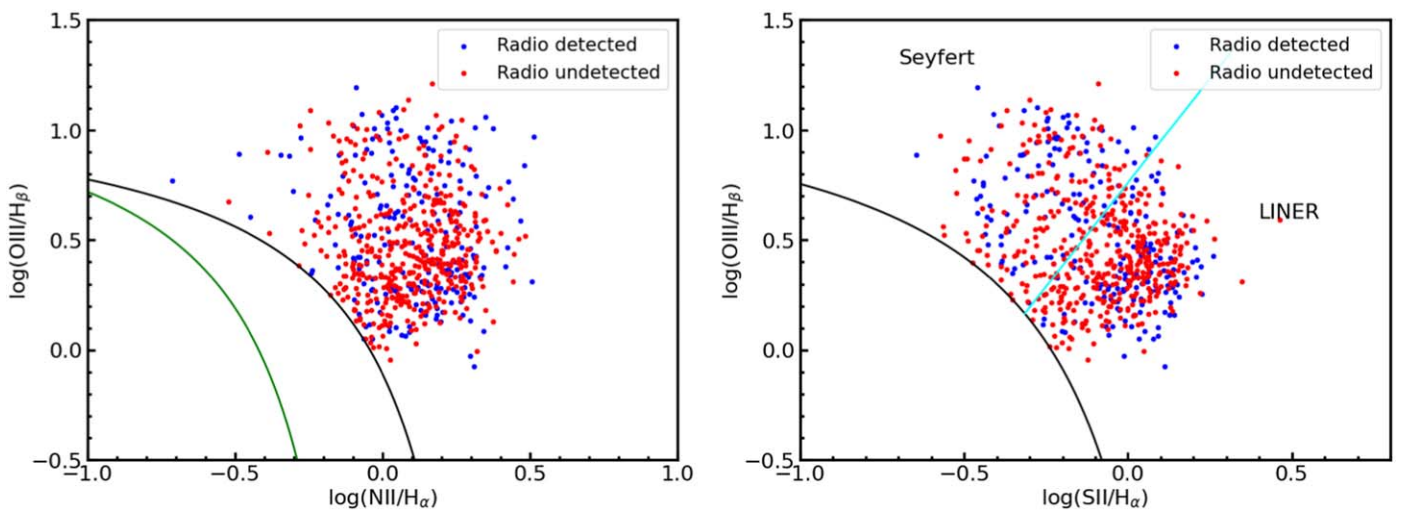 1.5
1.0
0.5
0.0
−0.5
−1.0
−0.5
0.0
0.5
1.0
log(OIII/Hβ)
log(NII/Hα)
Radio detected
Radio undetected
1.5
1.0
0.5
0.0
−0.5
−1.0
−0.5
0.0
0.5
log(OIII/Hβ)
log(SII/Hα)
Seyfert
Radio detected
Radio undetected
LINER